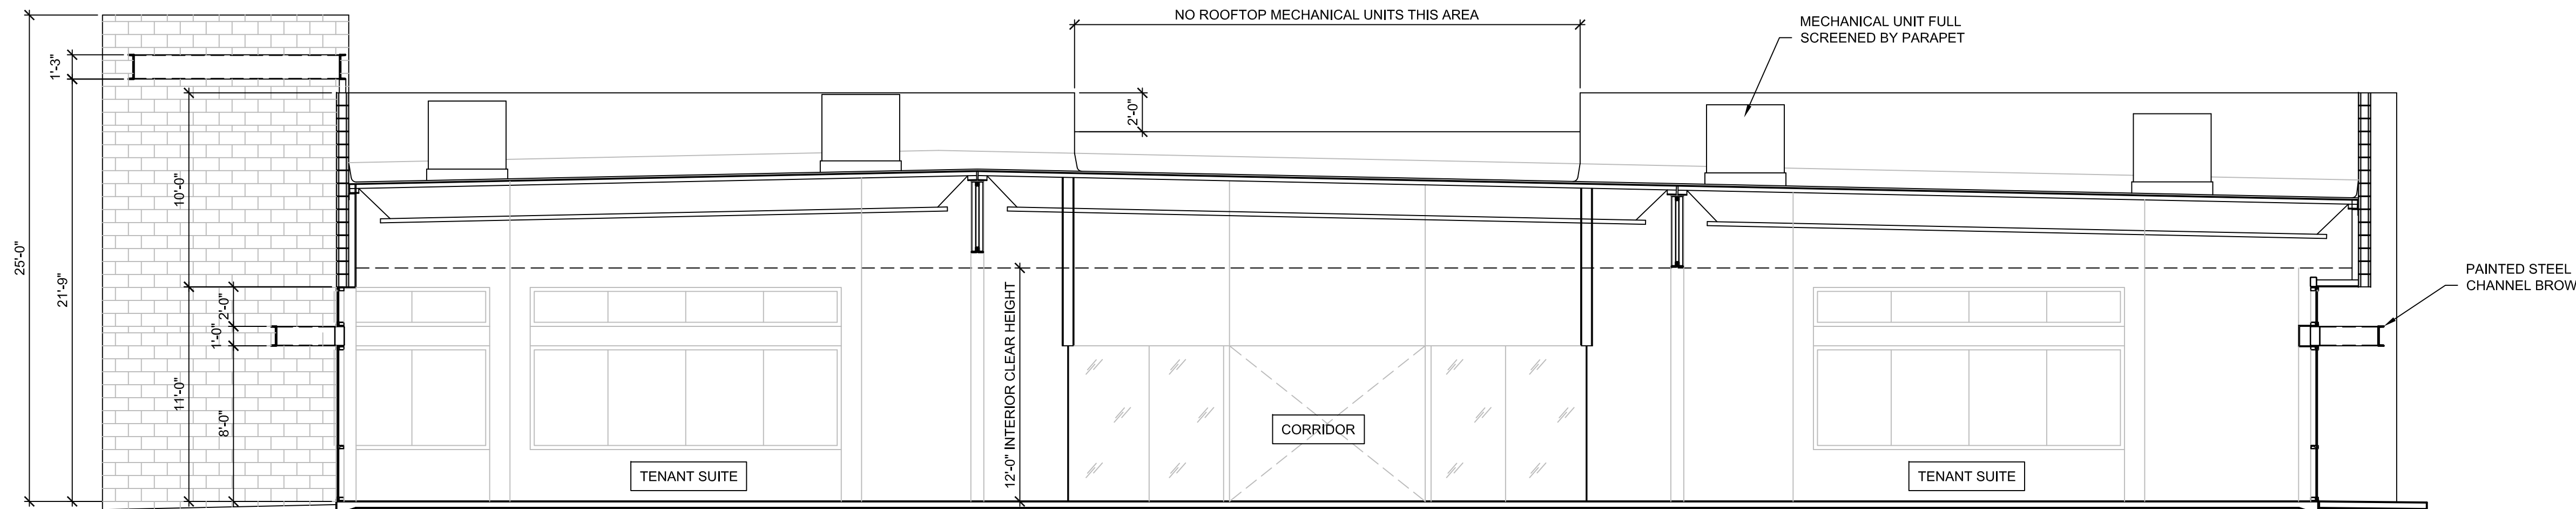 NO ROOFTOP MECHANICAL UNITS THIS AREA
MECHANICAL UNIT FULL
SCREENED BY PARAPET
1'-3"
2'-0"
10'-0"
25'-0"
21'-9"
2'-0"
1'-0"
11'-0"
8'-0"
12'-0" INTERIOR CLEAR HEIGHT
PAINTED STEEL
CHANNEL BROW
CORRIDOR
TENANT SUITE
TENANT SUITE